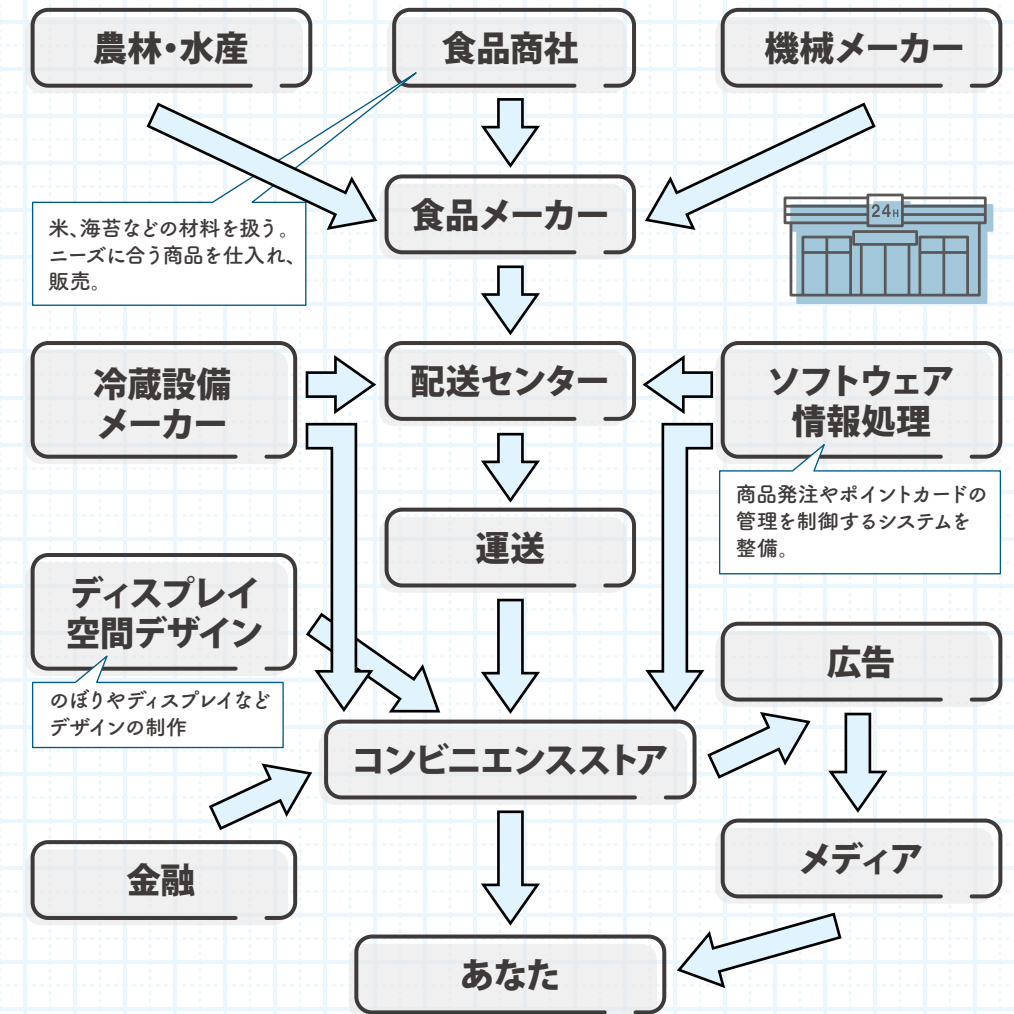 農林・水産
食品商社
機械メーカー
食品メーカー
米、海苔などの材料を扱う。
ニーズに合う商品を仕入れ、
販売。
24H
冷蔵設備
メーカー
配送センター
ソフトウェア
情報処理
商品発注やポイントカードの
管理を制御するシステムを
整備。
運送
ディスプレイ
空間デザイン
のぼりやディスプレイなど
デザインの制作
広告
コンビニエンスストア
メディア
金融
あなた